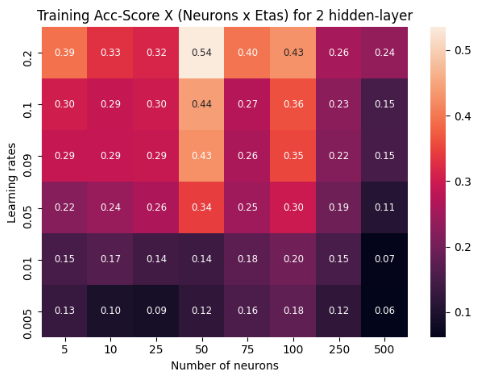 Training Acc-Score X (Neurons x Etas) for 2 hidden-layer
Learning rates
0.2 0.39 0.33 0.32 0.54 0.40 0.43 0.26 0.24
0.1 0.30 0.29 0.30 0.44 0.27 0.36 0.23 0.15
0.09 0.29 0.29 0.29 0.43 0.26 0.35 0.22 0.15
0.05 0.22 0.24 0.26 0.34 0.25 0.30 0.19 0.11
0.01 0.15 0.17 0.14 0.14 0.18 0.20 0.15 0.07
0.005 0.13 0.10 0.09 0.12 0.16 0.18 0.12 0.06
5 10 25 50 75 100 250 500
Number of neurons
0.5
0.4
0.3
0.2
0.1